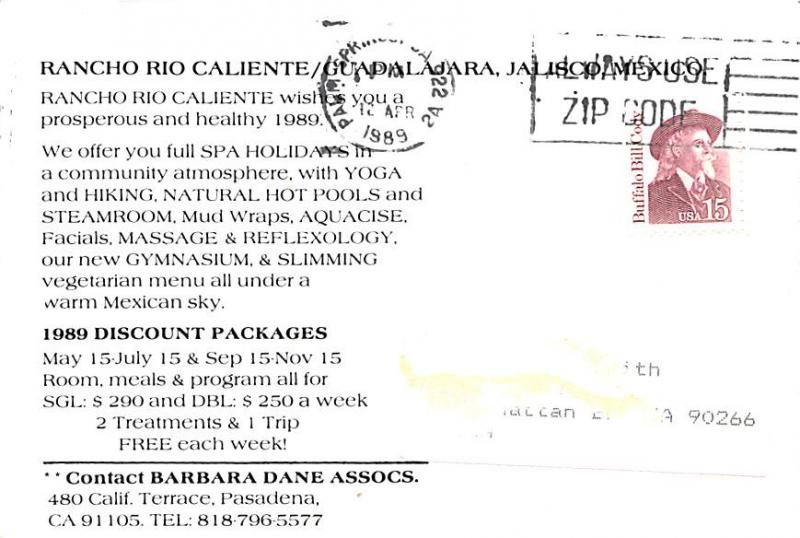 RANCHO RIO CALIENTE/GUADALAJARA, JALISCO, MEXICO.
RANCHO RIO CALIENTE wishes you a
prosperous and healthy 1989.
We offer you full SPA HOLIDAYS in
a community atmosphere, with YOGA
and HIKING, NATURAL HOT POOLS and
STEAMROOM, Mud Wraps, AQUACISE,
Facials, MASSAGE & REFLEXOLOGY,
our new GYMNASIUM, & SLIMMING
vegetarian menu all under a
warm Mexican sky.
1989 DISCOUNT PACKAGES
May 15-July 15 & Sep 15-Nov 15
Room, meals & program all for
SGL: $ 290 and DBL: $ 250 a week
2 Treatments & 1 Trip
FREE each week!
** Contact BARBARA DANE ASSOCS.
480 Calif. Terrace, Pasadena,
CA 91105. TEL: 818-796-5577
PM
12 APR
1989
ALWAYS USE
ZIP CODE
Buffalo Bill Cody
USA 15
90266